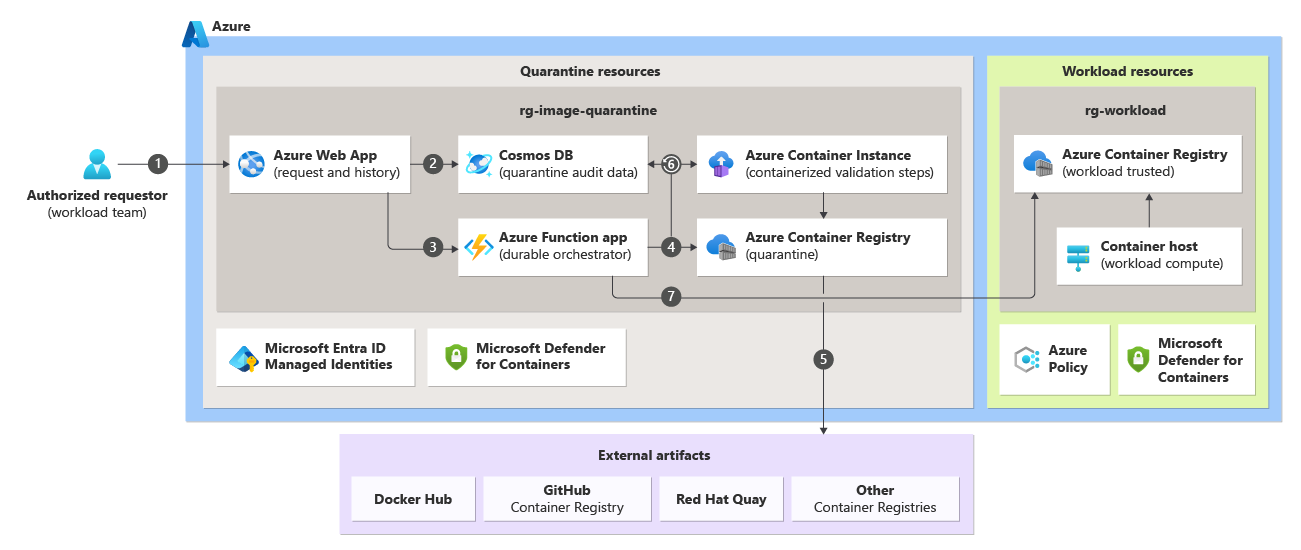 Azure
Quarantine resources
Workload resources
rg-image-quarantine
rg-workload
Authorized requestor
(workload team)
1
Azure Web App
(request and history)
2
Cosmos DB
(quarantine audit data)
6
Azure Container Instance
(containerized validation steps)
Azure Container Registry
(workload trusted)
3
Azure Function app
(durable orchestrator)
4
Azure Container Registry
(quarantine)
Container host
(workload compute)
7
5
Microsoft Entra ID
Managed Identities
Microsoft Defender
for Containers
Azure
Policy
Microsoft
Defender for
Containers
External artifacts
Docker Hub
GitHub
Container Registry
Red Hat Quay
Other
Container Registries